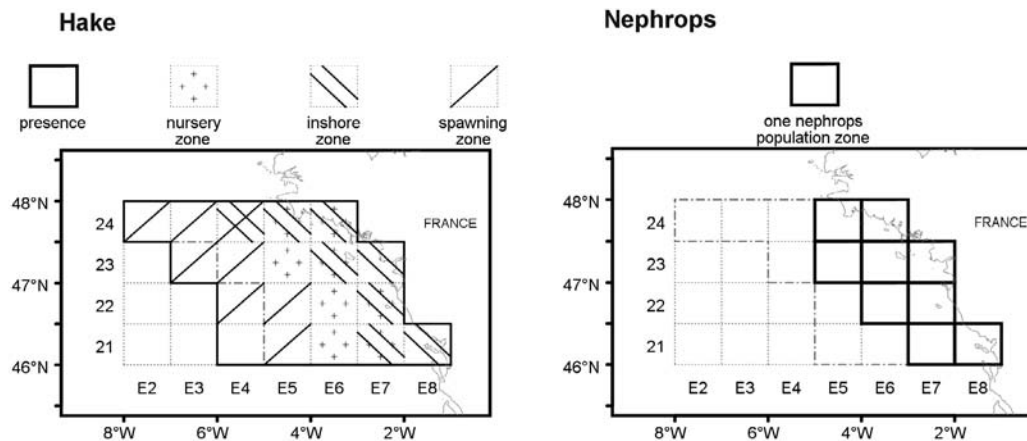 Hake
Nephrops
presence
nursery
zone
inshore
zone
spawning
zone
one nephrops
population zone
48°N
47°N
46°N
24
23
22
21
FRANCE
E2 E3 E4 E5 E6 E7 E8
8°W 6°W 4°W 2°W
48°N
47°N
46°N
24
23
22
21
FRANCE
E2 E3 E4 E5 E6 E7 E8
8°W 6°W 4°W 2°W